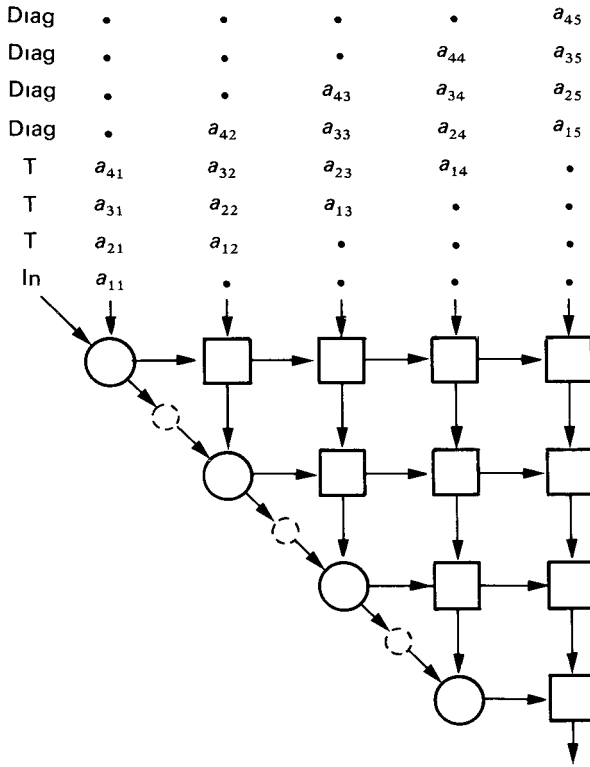 Diag • • • • a₄₅
Diag • • • a₄₄ a₃₅
Diag • • a₄₃ a₃₄ a₂₅
Diag • a₄₂ a₃₃ a₂₄ a₁₅
T a₄₁ a₃₂ a₂₃ a₁₄ •
T a₃₁ a₂₂ a₁₃ • •
T a₂₁ a₁₂ • • •
In a₁₁ • • • •